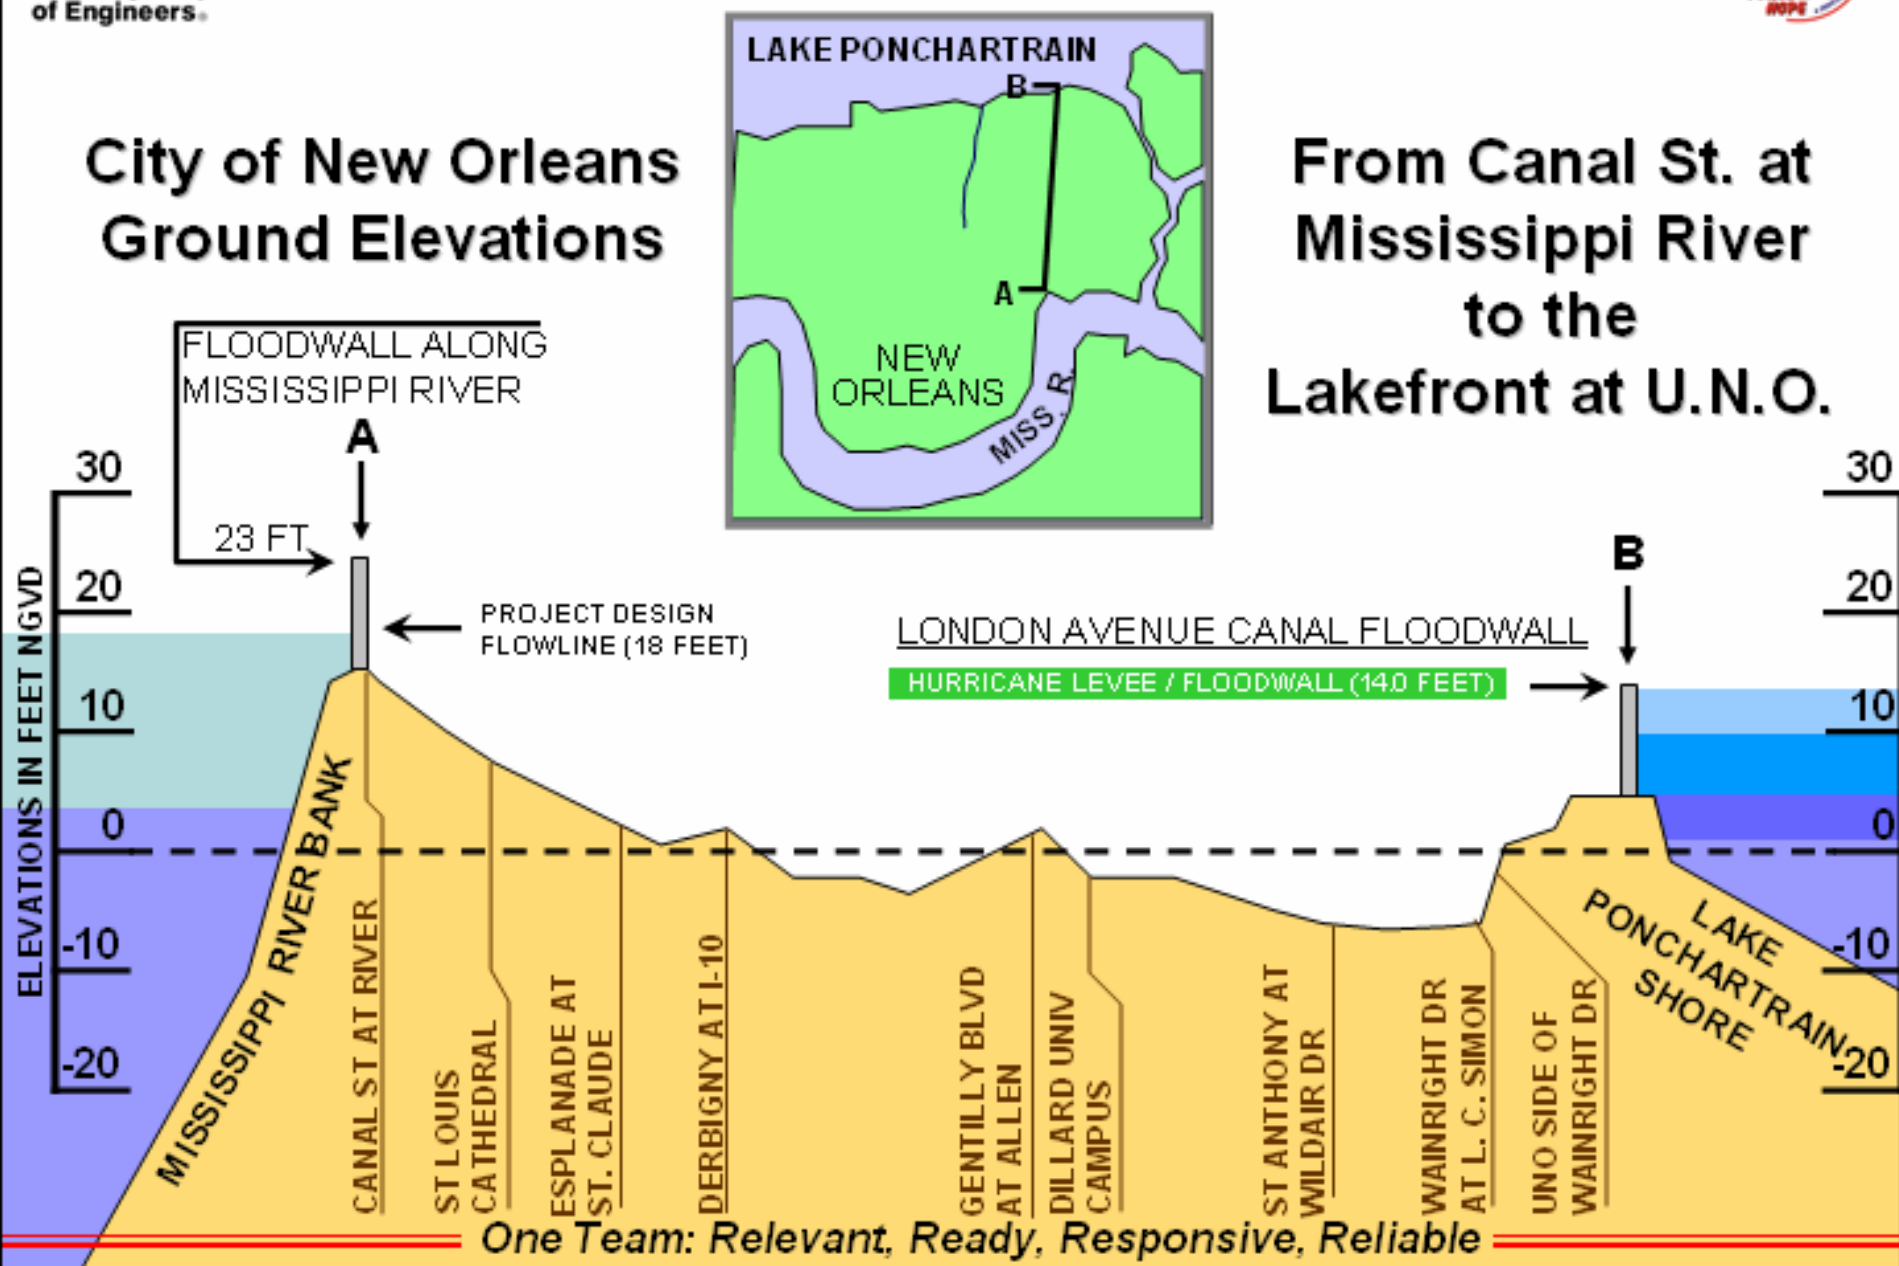 of Engineers®
HOPE
LAKE PONCHARTRAIN
B
A
NEW
ORLEANS
MISS. R.
City of New Orleans
Ground Elevations
From Canal St. at
Mississippi River
to the
Lakefront at U.N.O.
FLOODWALL ALONG
MISSISSIPPI RIVER
A
23 FT
PROJECT DESIGN
FLOWLINE (18 FEET)
B
LONDON AVENUE CANAL FLOODWALL
HURRICANE LEVEE / FLOODWALL (14.0 FEET)
ELEVATIONS IN FEET NGVD
30
20
10
0
-10
-20
30
20
10
0
-10
-20
MISSISSIPPI RIVER BANK
CANAL ST AT RIVER
ST LOUIS
CATHEDRAL
ESPLANADE AT
ST. CLAUDE
DERBIGNY AT I-10
GENTILLY BLVD
AT ALLEN
DILLARD UNIV
CAMPUS
ST ANTHONY AT
WILDAIR DR
WAINRIGHT DR
AT L. C. SIMON
UNO SIDE OF
WAINRIGHT DR
LAKE
PONCHARTRAIN
SHORE
One Team: Relevant, Ready, Responsive, Reliable